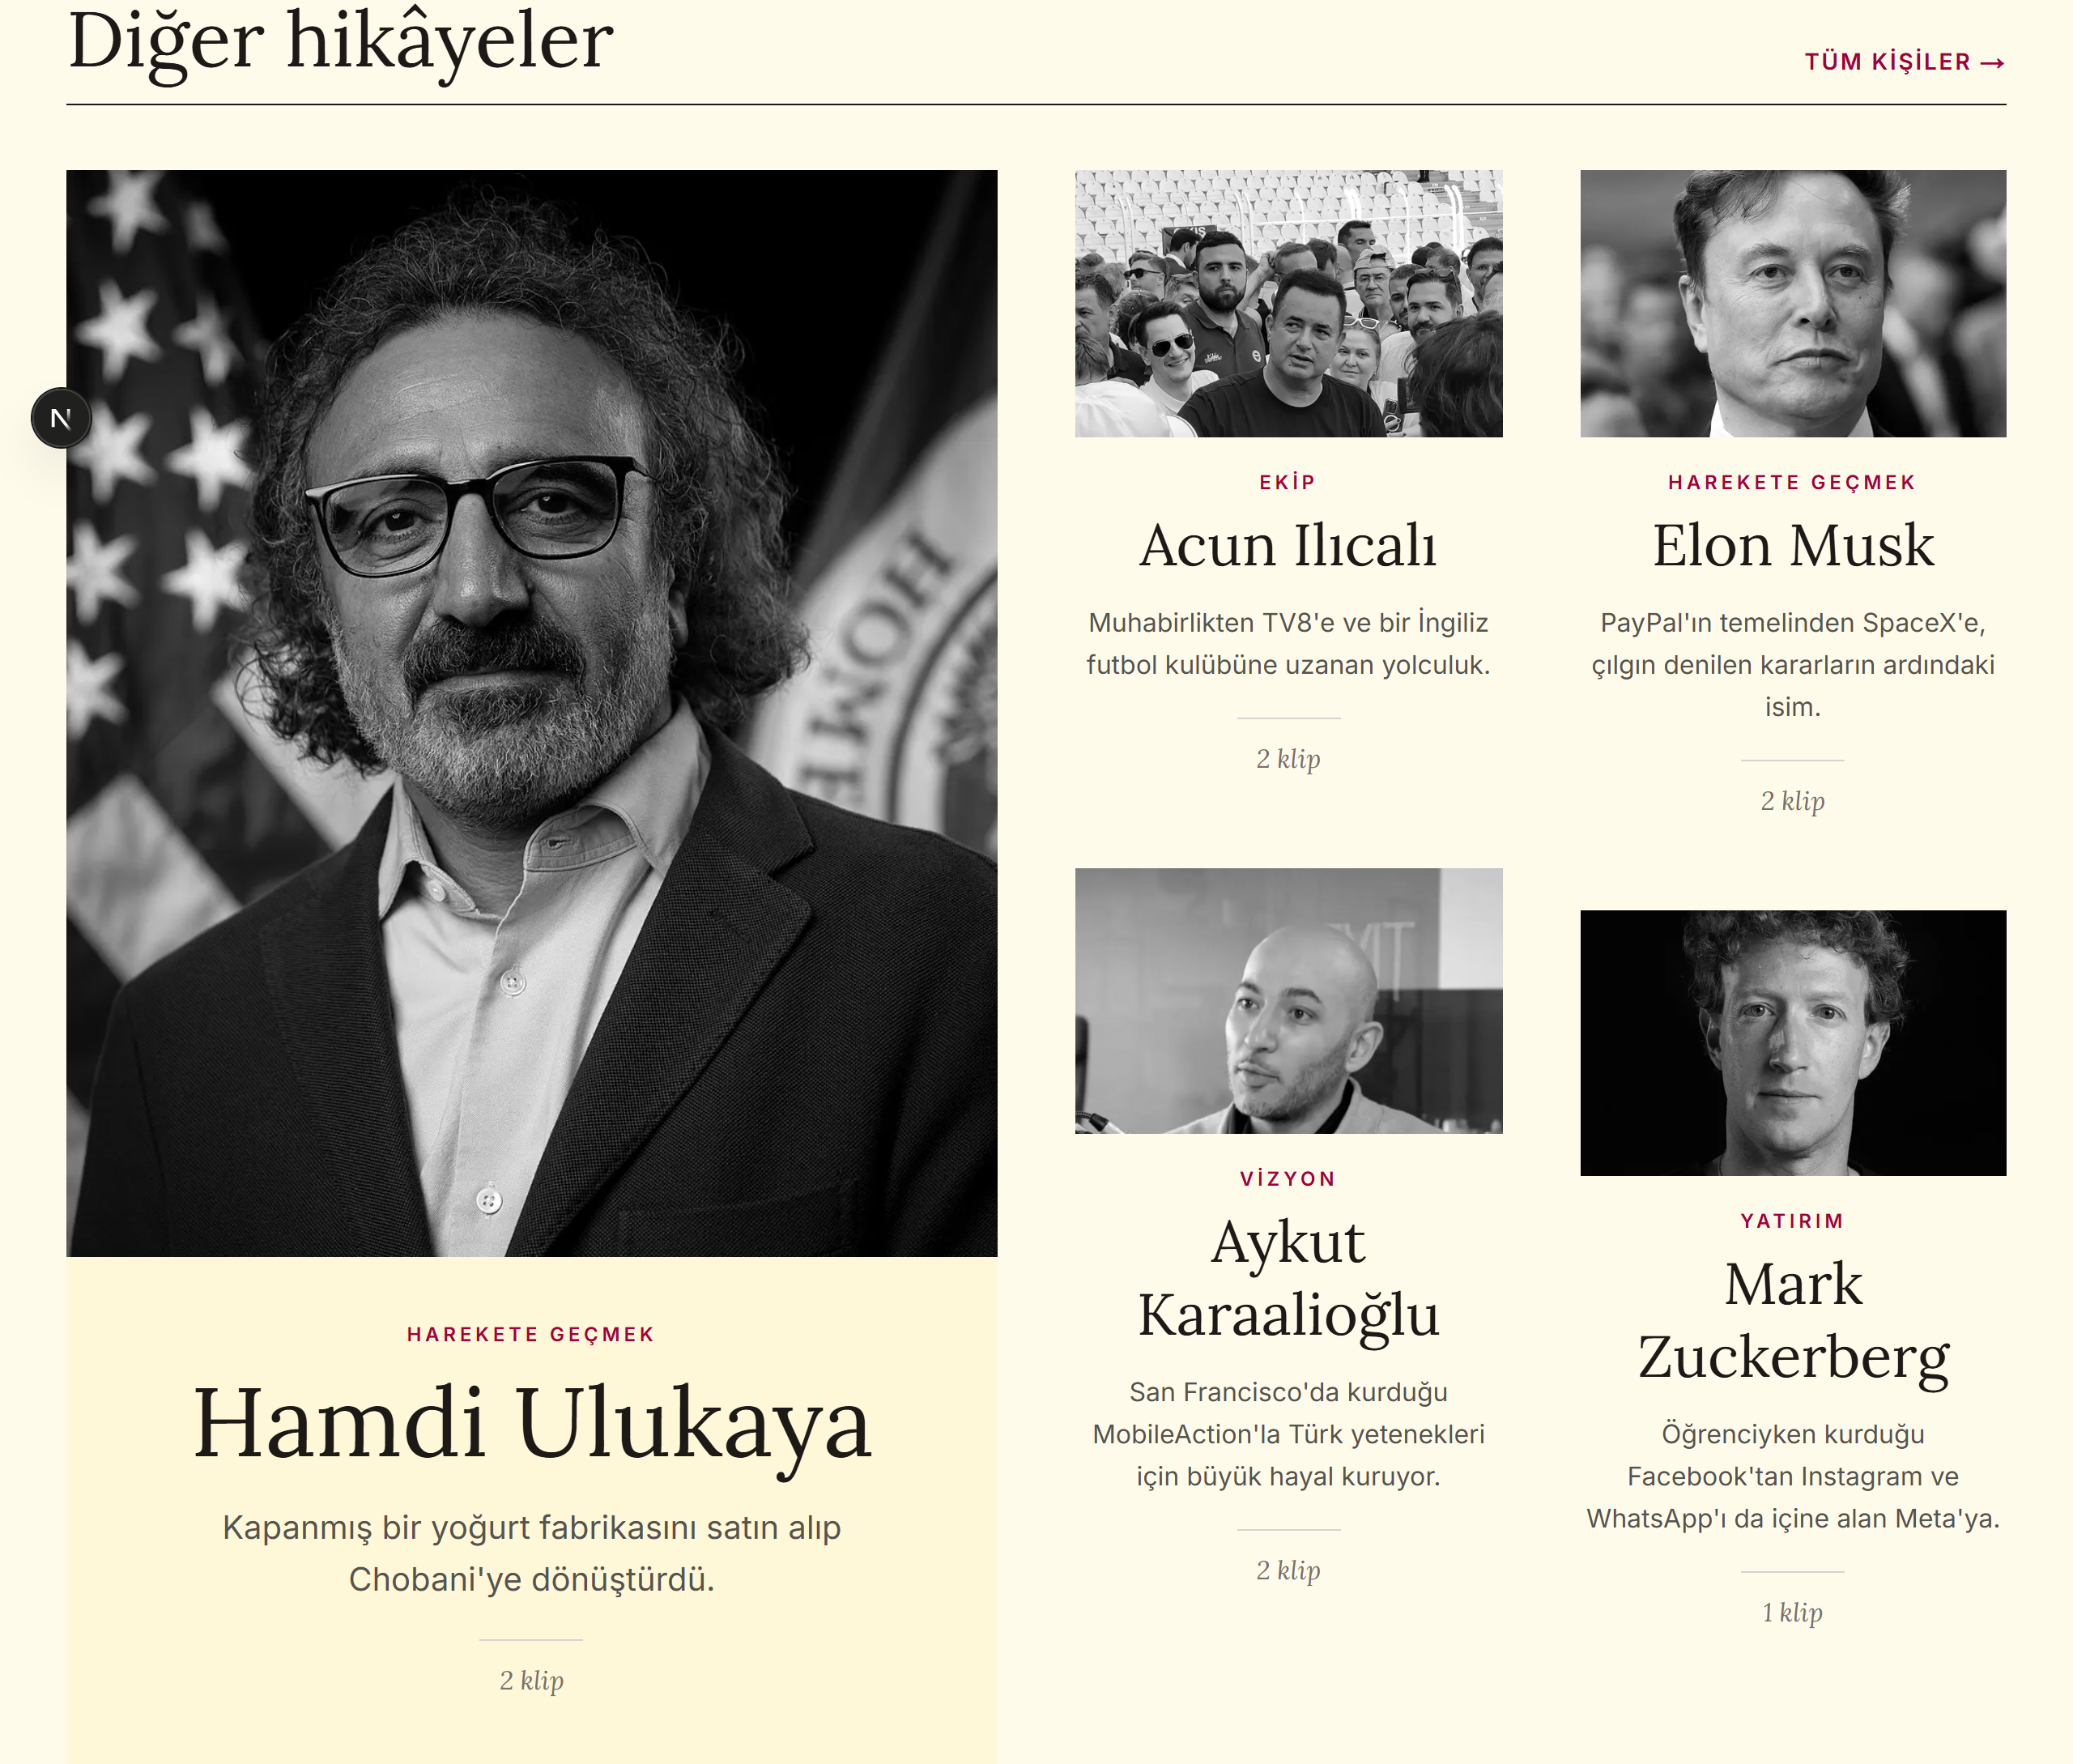 Diğer hikâyeler
TÜM KİŞİLER →
N
HOME
HAREKETE GEÇMEK
Hamdi Ulukaya
Kapanmış bir yoğurt fabrikasını satın alıp
Chobani'ye dönüştürdü.
2 klip
EKİP
Acun Ilıcalı
Muhabirlikten TV8'e ve bir İngiliz
futbol kulübüne uzanan yolculuk.
2 klip
HAREKETE GEÇMEK
Elon Musk
PayPal'ın temelinden SpaceX'e,
çılgın denilen kararların ardındaki
isim.
2 klip
VİZYON
Aykut
Karaalioğlu
San Francisco'da kurduğu
MobileAction'la Türk yetenekleri
için büyük hayal kuruyor.
2 klip
YATIRIM
Mark
Zuckerberg
Öğrenciyken kurduğu
Facebook'tan Instagram ve
WhatsApp'ı da içine alan Meta'ya.
1 klip